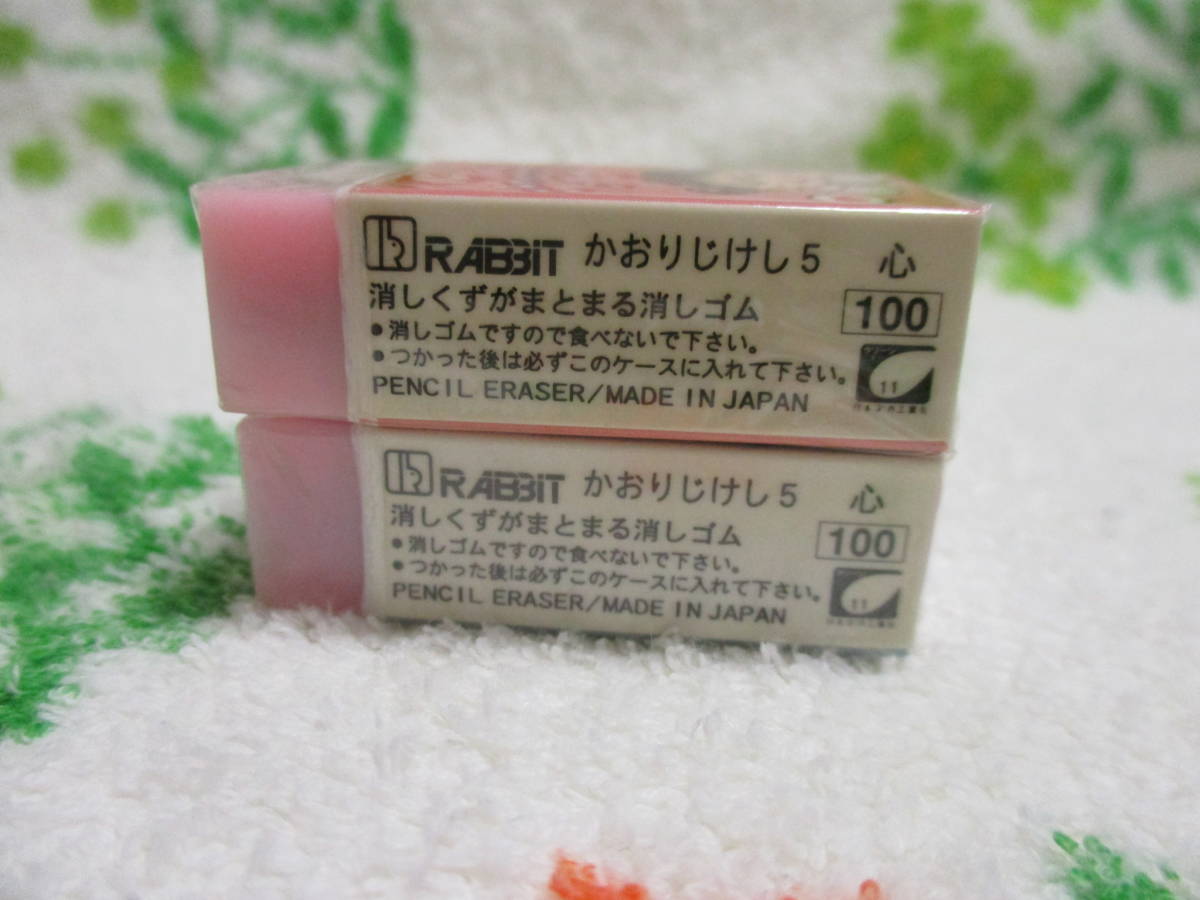 RABBIT かおりじけし5 心
消しくずがまとまる消しゴム 100
●消しゴムですので食べないで下さい。
●つかった後は必ずこのケースに入れて下さい。 11
PENCIL ERASER/MADE IN JAPAN
RABBIT かおりじけし5 心
消しくずがまとまる消しゴム 100
●消しゴムですので食べないで下さい。
●つかった後は必ずこのケースに入れて下さい。 11
PENCIL ERASER/MADE IN JAPAN